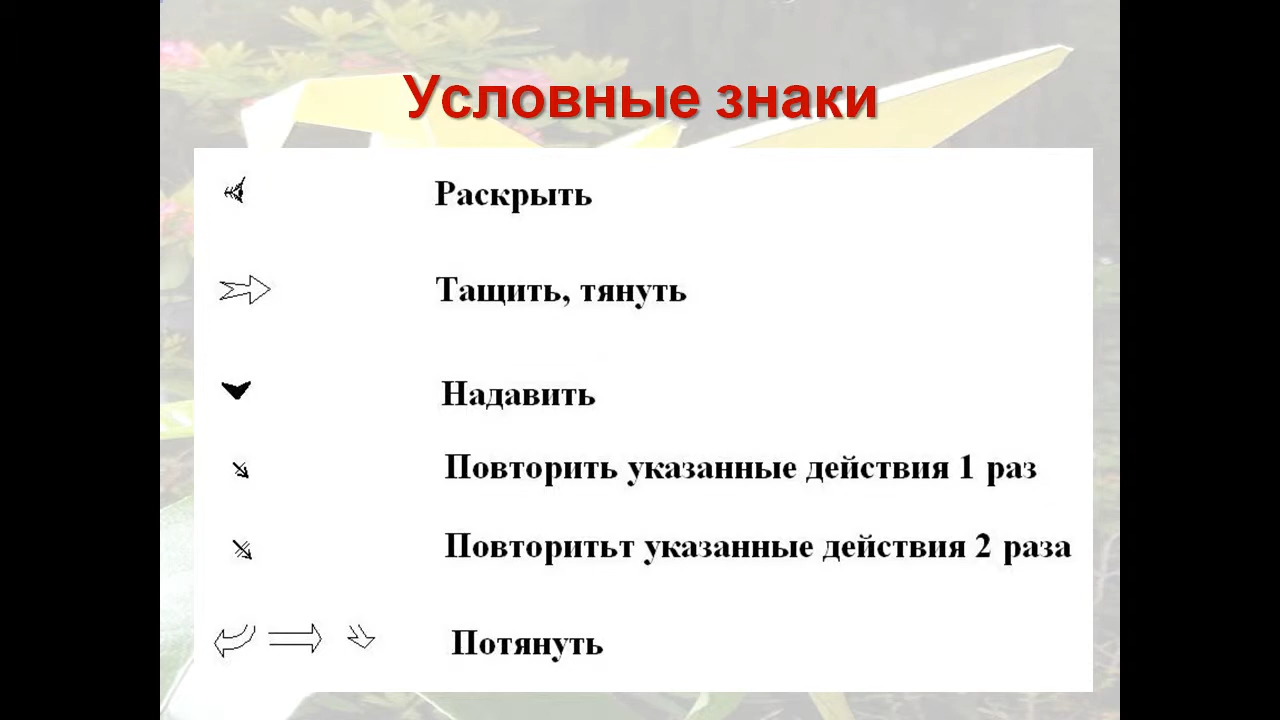 Условные знаки
Раскрыть
Тащить, тянуть
Надавить
Повторить указанные действия 1 раз
Повторитьт указанные действия 2 раза
Потянуть